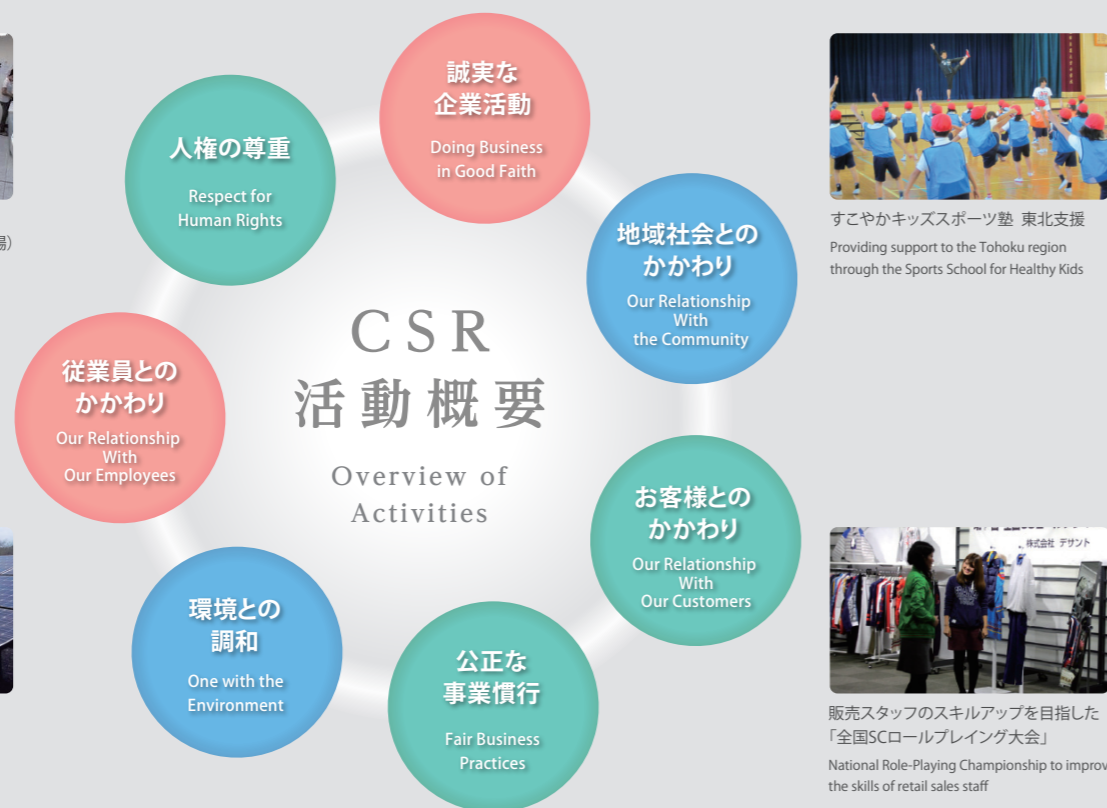 誠実な
企業活動
Doing Business
in Good Faith
人権の尊重
Respect for
Human Rights
地域社会との
かかわり
Our Relationship
With
the Community
従業員との
かかわり
Our Relationship
With
Our Employees
CSR
活動概要
Overview of
Activities
お客様との
かかわり
Our Relationship
With
Our Customers
環境との
調和
One with the
Environment
公正な
事業慣行
Fair Business
Practices
場）
すこやかキッズスポーツ塾 東北支援
Providing support to the Tohoku region
through the Sports School for Healthy Kids
株式会社 デサント
販売スタッフのスキルアップを目指した
「全国SCロールプレイング大会」
National Role-Playing Championship to improv
the skills of retail sales staff